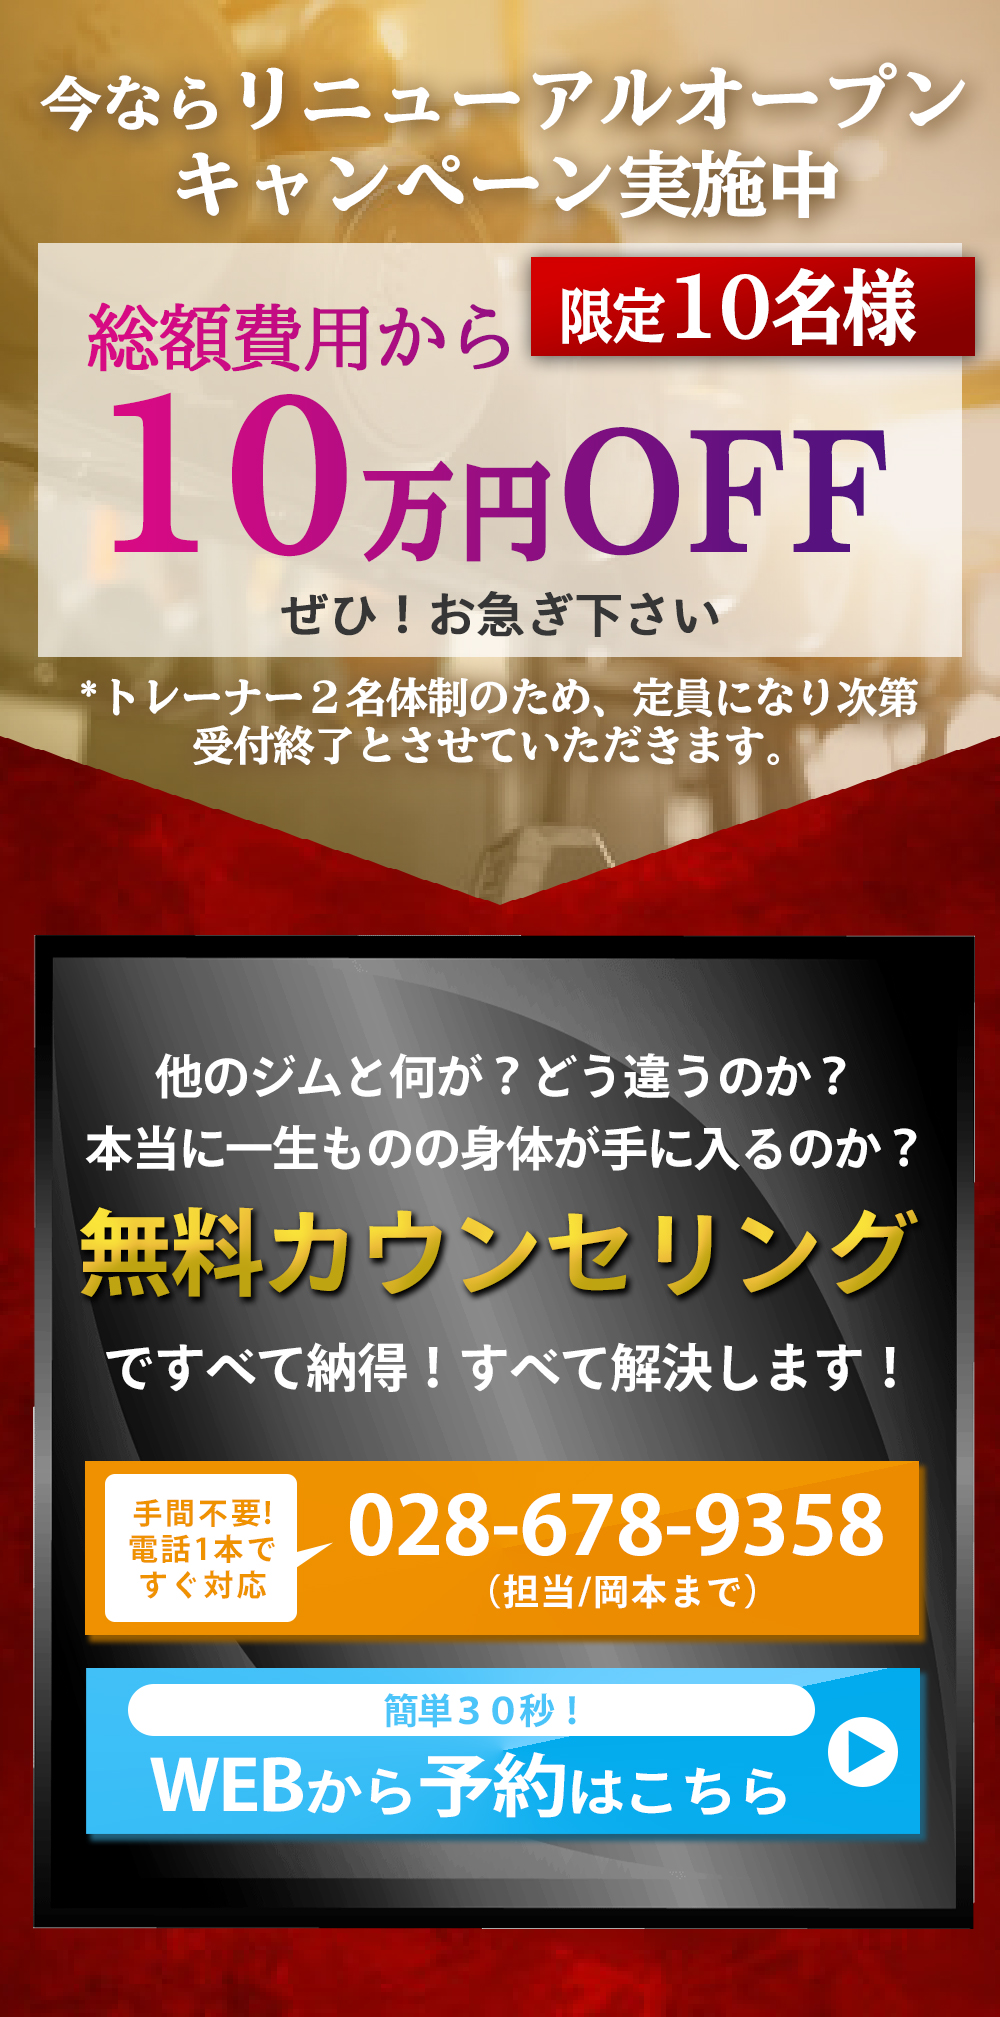 今ならリニューアルオープン
キャンペーン実施中
限定10名様
総額費用から
10万円OFF
ぜひ！お急ぎ下さい
*トレーナー２名体制のため、定員になり次第
受付終了とさせていただきます。
他のジムと何が？どう違うのか？
本当に一生ものの身体が手に入るのか？
無料カウンセリング
ですべて納得！すべて解決します！
手間不要!
電話1本で
すぐ対応
028-678-9358
（担当/岡本まで）
簡単３０秒！
WEBから予約はこちら